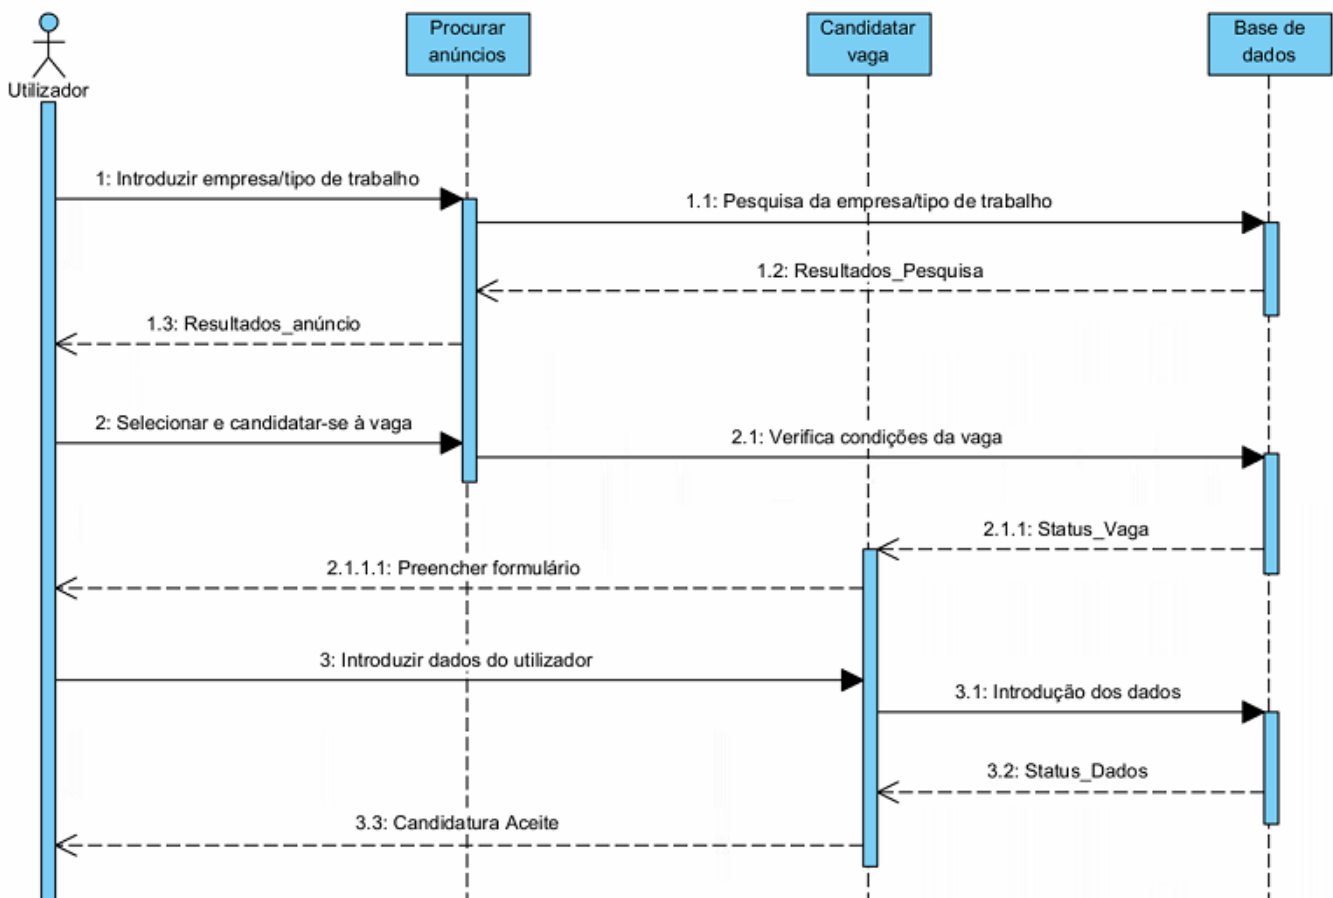 Utilizador
Procurar
anúncios
Candidatar
vaga
Base de
dados
1: Introduzir empresa/tipo de trabalho
1.1: Pesquisa da empresa/tipo de trabalho
1.2: Resultados_Pesquisa
1.3: Resultados_anúncio
2: Selecionar e candidatar-se à vaga
2.1: Verifica condições da vaga
2.1.1: Status_Vaga
2.1.1.1: Preencher formulário
3: Introduzir dados do utilizador
3.1: Introdução dos dados
3.2: Status_Dados
3.3: Candidatura Aceite